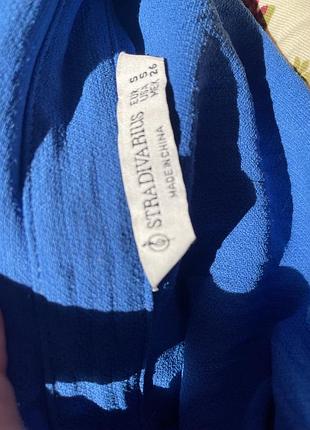 STRADIVARIUS
EUR S
USA S
MEX 26
MADE IN CHINA